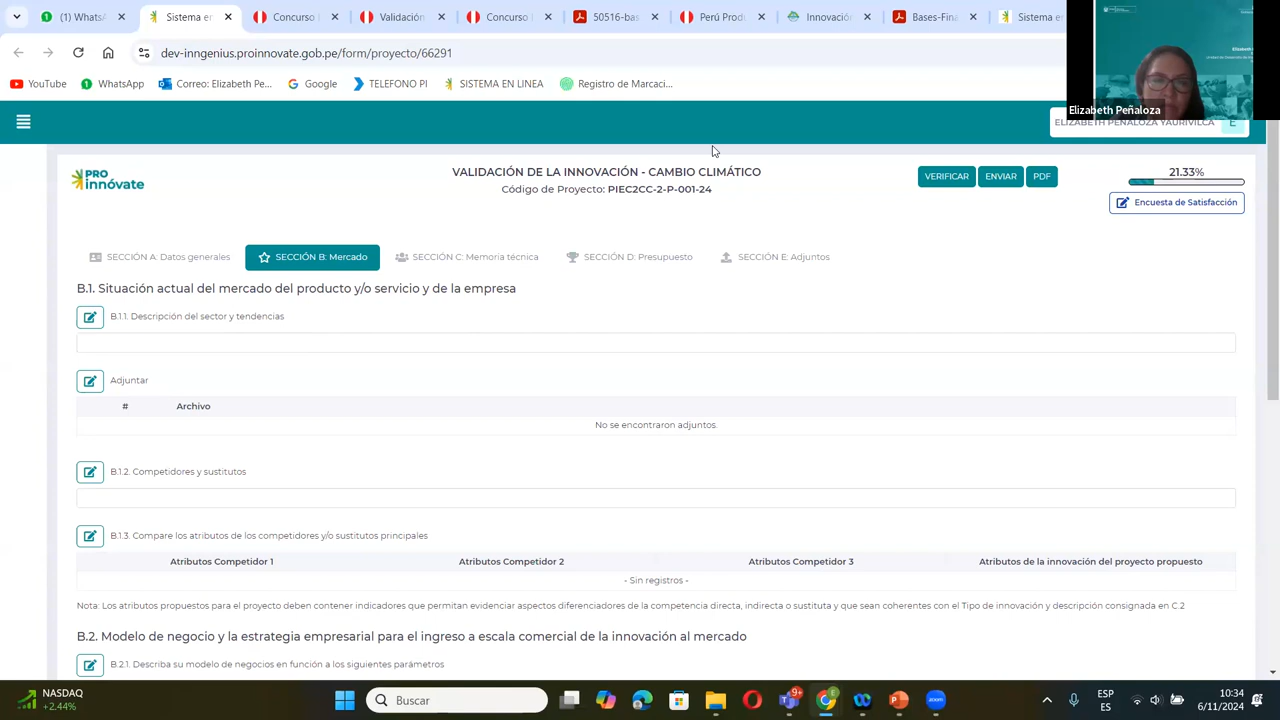 (1) Whats
Sistema en
Concurso
Validació
Concurso
50516-ba
Perú Prod
Innovació
Bases-Fina
Sistema en
dev-inngenius.proinnovate.gob.pe/form/proyecto/66291
YouTube
WhatsApp
Correo: Elizabeth Pe...
Google
TELEFONO PI
SISTEMA EN LINEA
Registro de Marcaci...
Elizabeth Peñaloza
ELIZABETH PEÑALOZA YAURIVILCA
E
PRO innóvate
VALIDACIÓN DE LA INNOVACIÓN - CAMBIO CLIMÁTICO
Código de Proyecto: PIEC2CC-2-P-001-24
VERIFICAR
ENVIAR
PDF
21.33%
Encuesta de Satisfacción
SECCIÓN A: Datos generales
SECCIÓN B: Mercado
SECCIÓN C: Memoria técnica
SECCIÓN D: Presupuesto
SECCIÓN E: Adjuntos
B.1. Situación actual del mercado del producto y/o servicio y de la empresa
B.1.1. Descripción del sector y tendencias
Adjuntar
# Archivo
No se encontraron adjuntos.
B.1.2. Competidores y sustitutos
B.1.3. Compare los atributos de los competidores y/o sustitutos principales
Atributos Competidor 1 Atributos Competidor 2 Atributos Competidor 3 Atributos de la innovación del proyecto propuesto
- Sin registros -
Nota: Los atributos propuestos para el proyecto deben contener indicadores que permitan evidenciar aspectos diferenciadores de la competencia directa, indirecta o sustituta y que sean coherentes con el Tipo de innovación y descripción consignada en C.2
B.2. Modelo de negocio y la estrategia empresarial para el ingreso a escala comercial de la innovación al mercado
B.2.1. Describa su modelo de negocios en función a los siguientes parámetros
NASDAQ
+2.44%
Buscar
9+
ESP
ES
10:34
6/11/2024